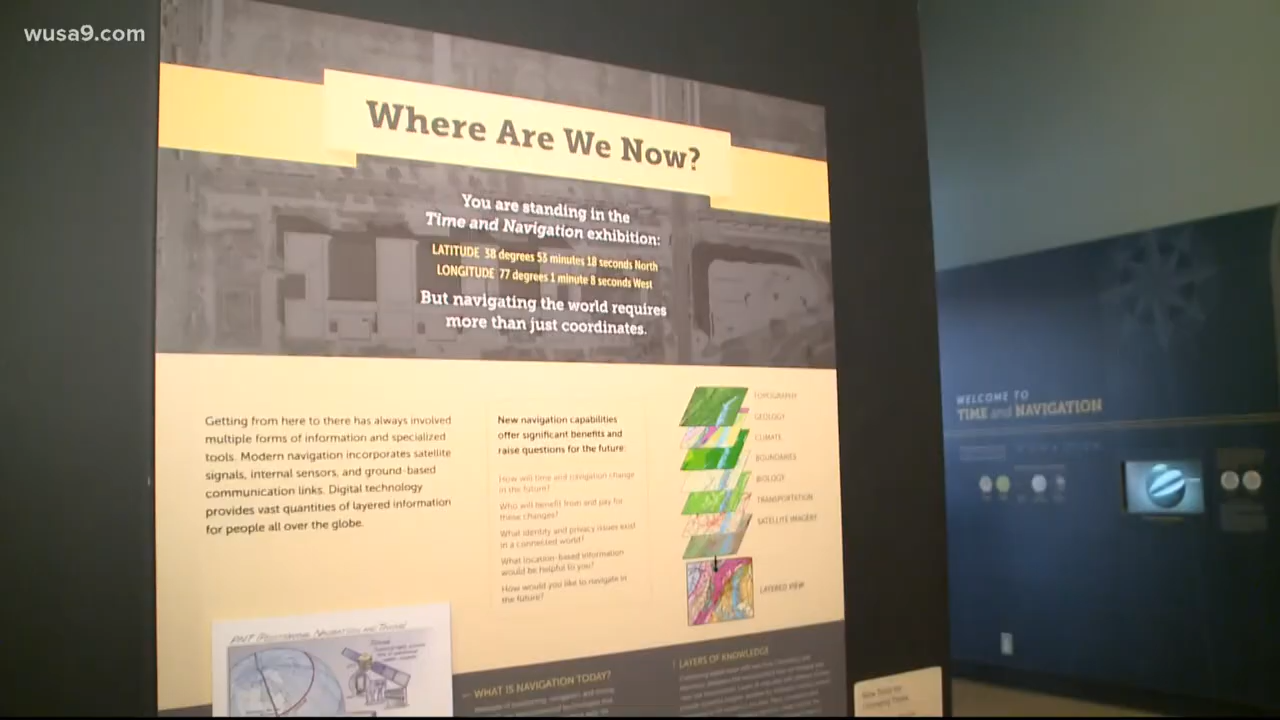 wusa9.com
Where Are We Now?
You are standing in the
Time and Navigation exhibition:
LATITUDE 38 degrees 53 minutes 18 seconds North
LONGITUDE 77 degrees 1 minute 8 seconds West
But navigating the world requires
more than just coordinates.
Getting from here to there has always involved
multiple forms of information and specialized
tools. Modern navigation incorporates satellite
signals, internal sensors, and ground-based
communication links. Digital technology
provides vast quantities of layered information
for people all over the globe.
New navigation capabilities
offer significant benefits and
raise questions for the future:
How will time and navigation change
in the future?
Who will benefit from and pay for
these changes?
What identity and privacy issues exist
in a connected world?
What location-based information
would be helpful to you?
How would you like to navigate in
the future?
TOPOGRAPHY
GEOLOGY
CLIMATE
BOUNDARIES
BIOLOGY
TRANSPORTATION
SATELLITE IMAGERY
LAYERED VIEW
WHAT IS NAVIGATION TODAY?
LAYERS OF KNOWLEDGE
WELCOME TO
TIME and NAVIGATION